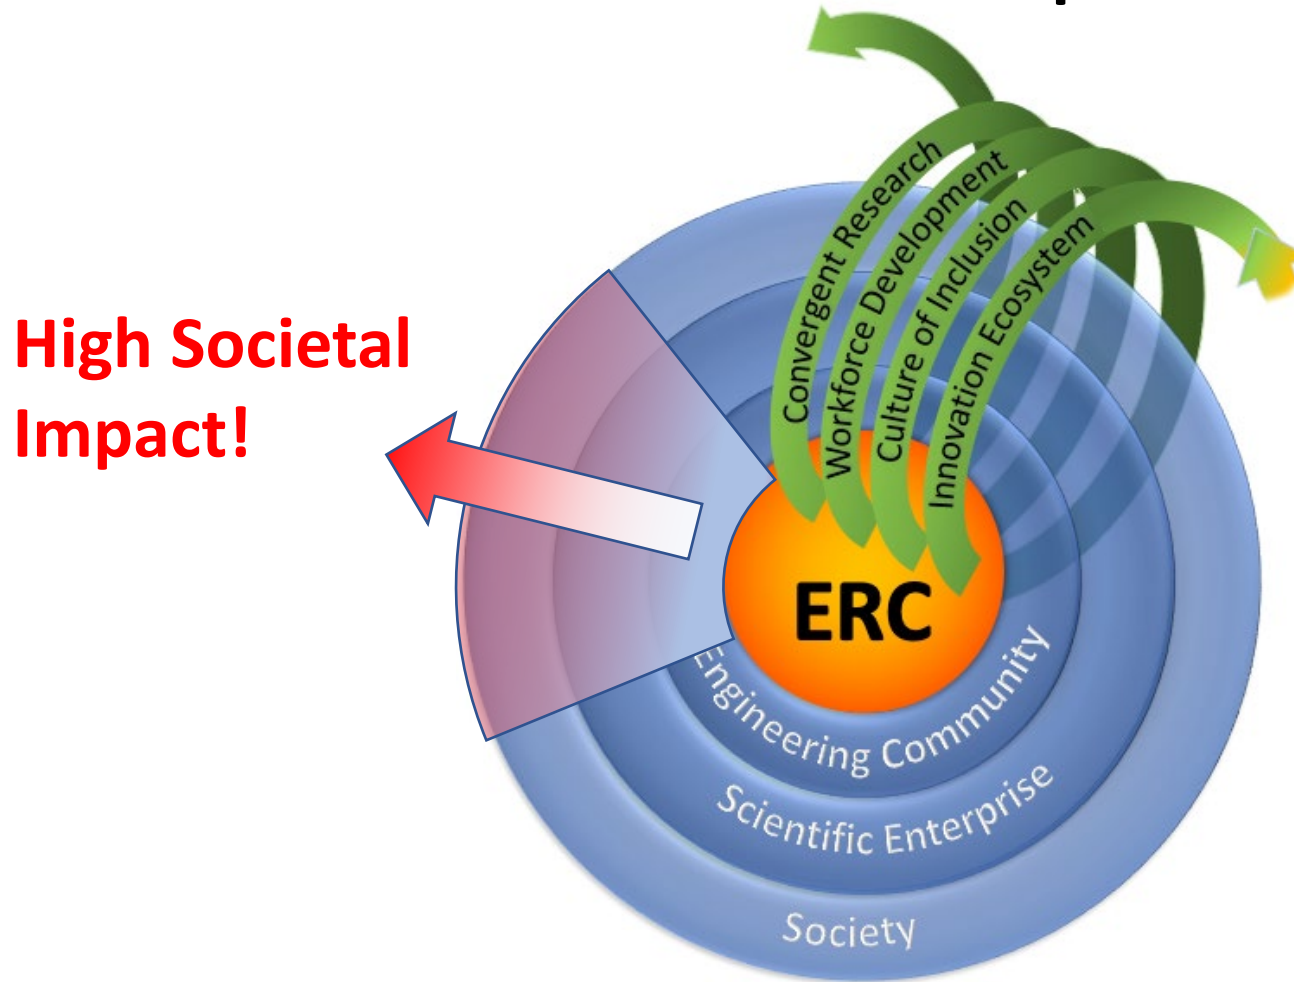 High Societal
Impact!
Convergent Research
Workforce Development
Culture of Inclusion
Innovation Ecosystem
ERC
Engineering Community
Scientific Enterprise
Society